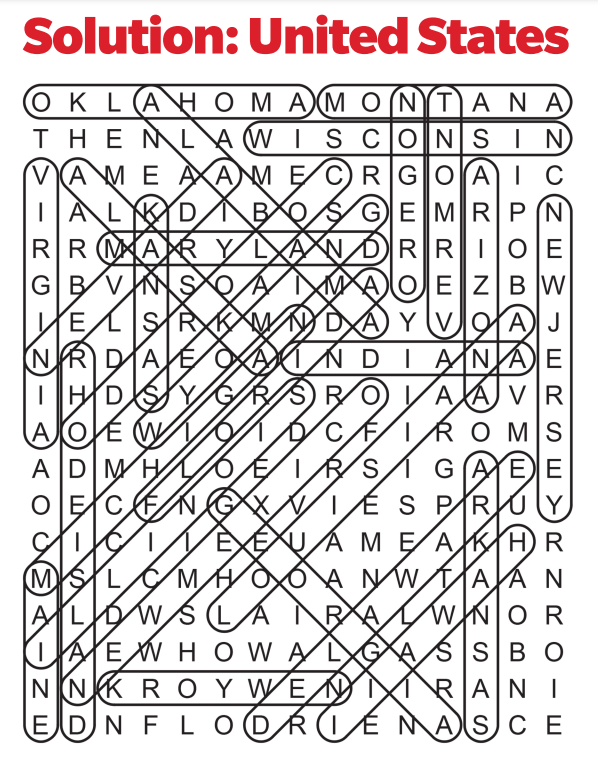 Solution: United States
O K L A H O M A M O N T A N A
T H E N L A W I S C O N S I N
V A M E A A M E C R G O A I C
I A L K D I B O S G E M R P N
R R M A R Y L A N D R R I O E
G B V N S O A I M A O E Z B W
I E L S R K M N D A Y V O A J
N R D A E O A I N D I A N A E
I H D S Y G R S R O I A A V R
A O E W I O I D C F I R O M S
A D M H L O E I R S I G A E E
O E C F N G X V I E S P R U Y
C I C I I E E U A M E A K H R
M S L C M H O O A N W T A A N
A L D W S L A I R A L W N O R
I A E W H O W A L G A S S B O
N N K R O Y W E N I I R A N I
E D N F L O D R I E N A S C E